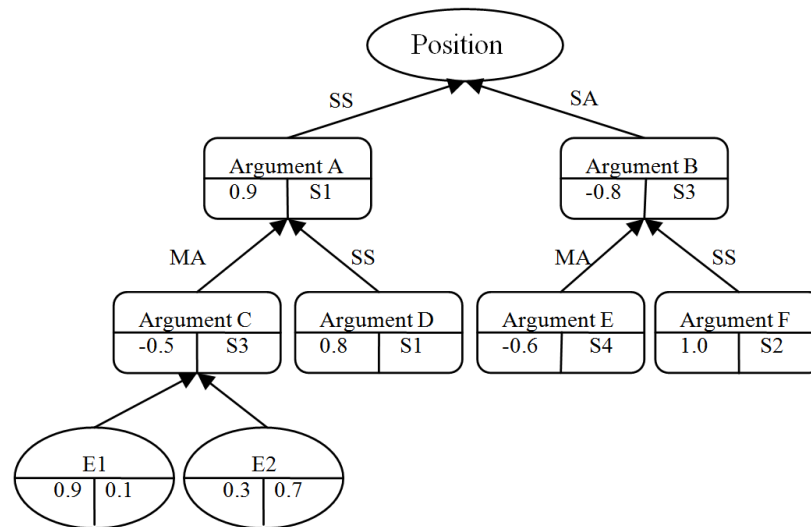 Position
SS
SA
Argument A
0.9 S1
Argument B
-0.8 S3
MA
SS
MA
SS
Argument C
-0.5 S3
Argument D
0.8 S1
Argument E
-0.6 S4
Argument F
1.0 S2
E1
0.9 0.1
E2
0.3 0.7